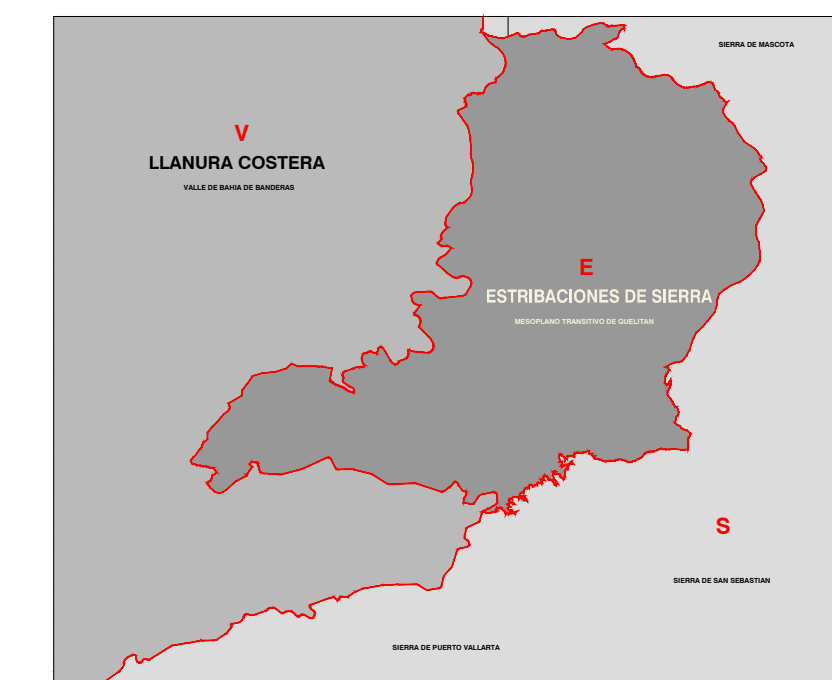 SIERRA DE MASCOTA
V
LLANURA COSTERA
VALLE DE BAHIA DE BANDERAS
E
ESTRIBACIONES DE SIERRA
MESOPLANO TRANSITIVO DE QUELITAN
S
SIERRA DE SAN SEBASTIAN
SIERRA DE PUERTO VALLARTA